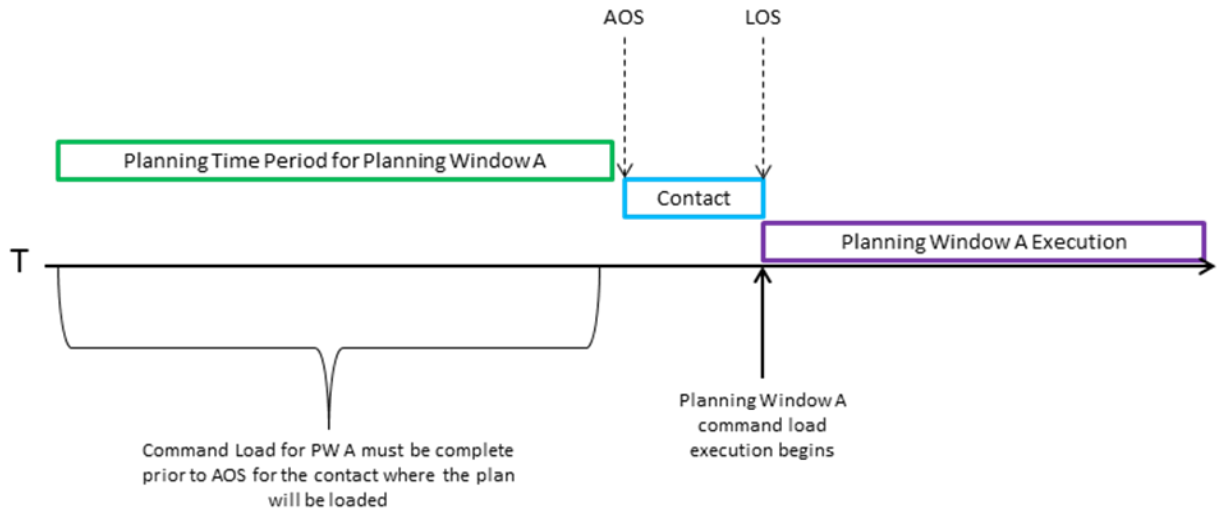 AOS
LOS
Planning Time Period for Planning Window A
Contact
Planning Window A Execution
T
Planning Window A
command load
execution begins
Command Load for PW A must be complete
prior to AOS for the contact where the plan
will be loaded